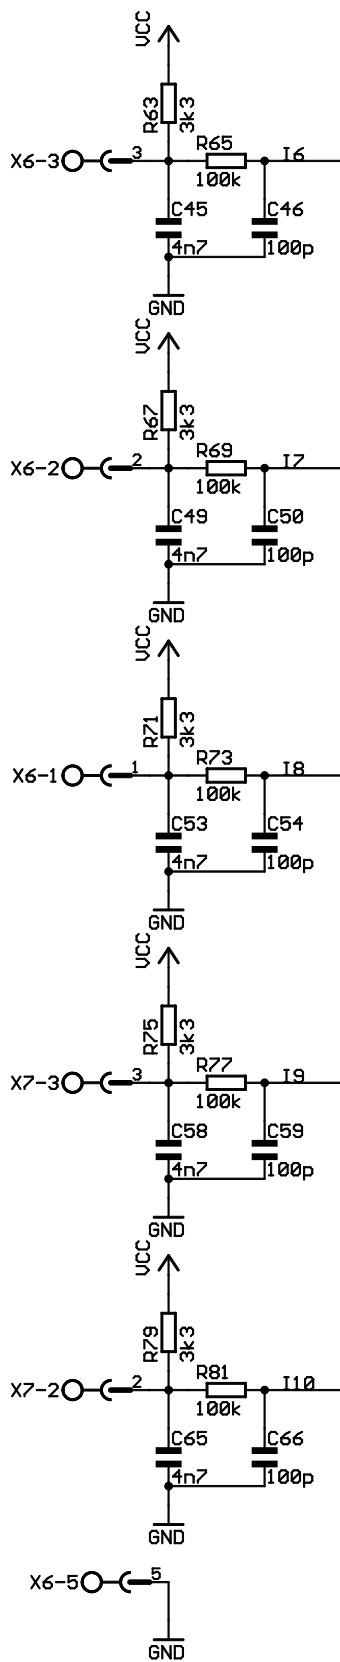 VCC
R63
3k3
X6-3
3
R65
100k
I6
C45
4n7
C46
100p
GND
VCC
R67
3k3
X6-2
2
R69
100k
I7
C49
4n7
C50
100p
GND
VCC
R71
3k3
X6-1
1
R73
100k
I8
C53
4n7
C54
100p
GND
VCC
R75
3k3
X7-3
3
R77
100k
I9
C58
4n7
C59
100p
GND
VCC
R79
3k3
X7-2
2
R81
100k
I10
C65
4n7
C66
100p
GND
X6-5
5
GND